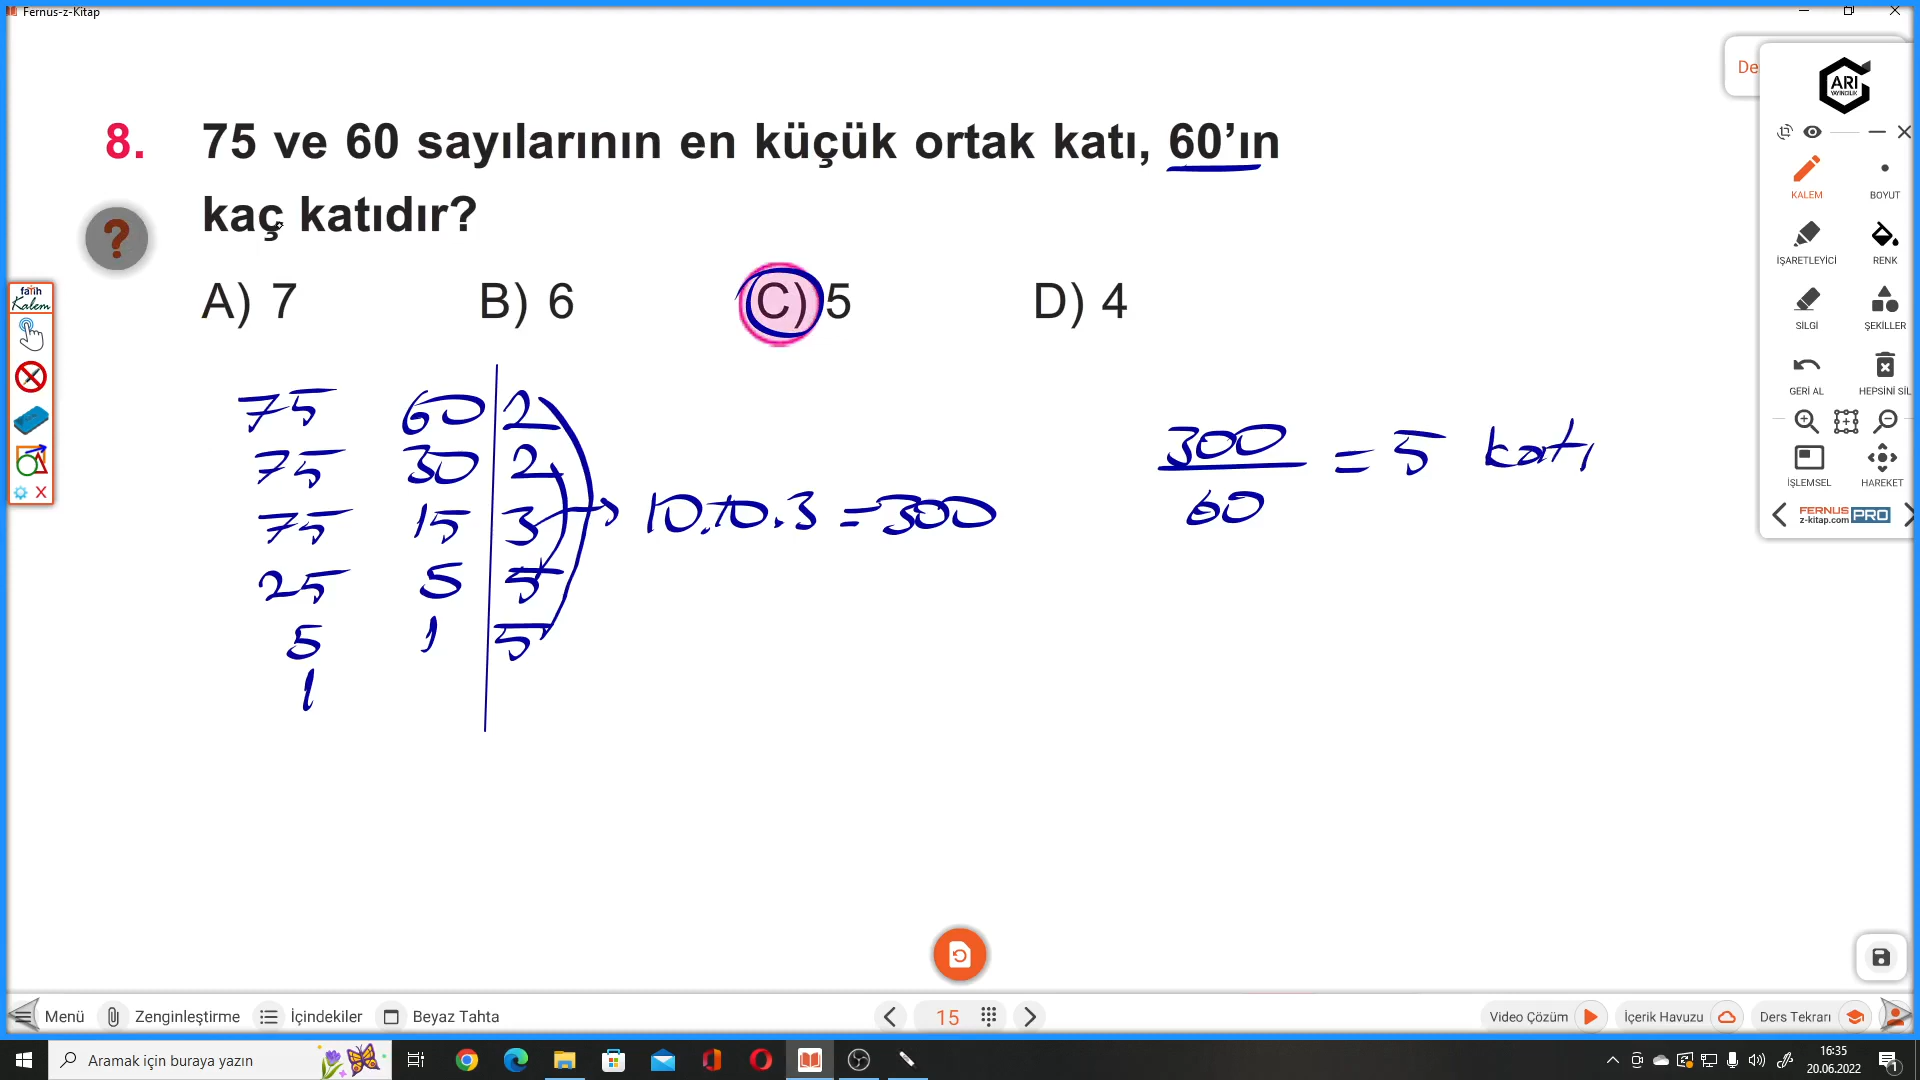 Fernus-z-Kitap
De
ARI
YAYINCILIK
8. 75 ve 60 sayılarının en küçük ortak katı, 60’ın
kaç katıdır?
A) 7 B) 6 C) 5 D) 4
75 60 2
75 30 2
75 15 3
25 5 5
5 1 5
1
10.10.3 = 300
300
60
= 5 katı
fatih
Kalem
KALEM BOYUT
İŞARETLEYİCİ RENK
SİLGİ ŞEKİLLER
GERİ AL HEPSİNİ SİL
İŞLEMSEL HAREKET
FERNUS
z-kitap.com PRO
Menü Zenginleştirme İçindekiler Beyaz Tahta 15 Video Çözüm İçerik Havuzu Ders Tekrarı
Aramak için buraya yazın
16:35
20.06.2022
1